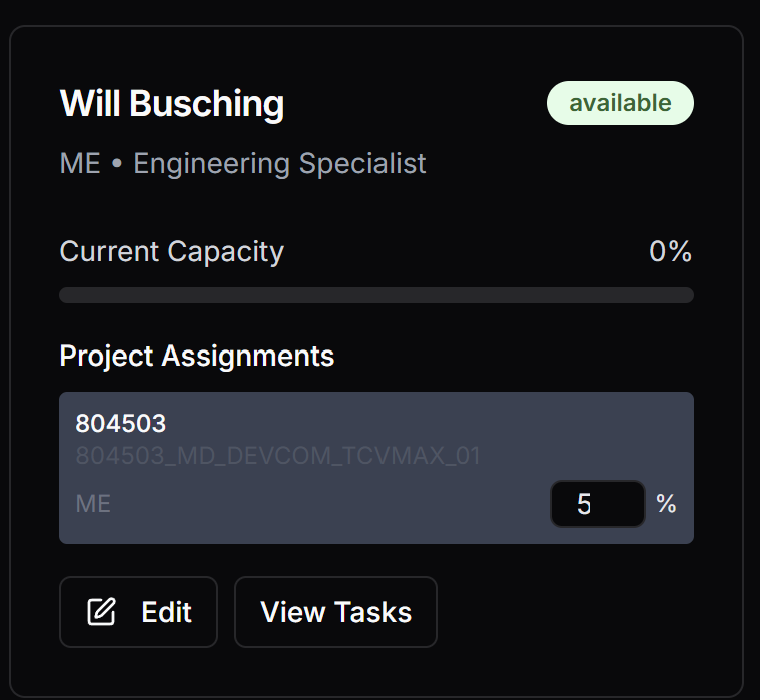 Will Busching
available
ME • Engineering Specialist
Current Capacity
0%
Project Assignments
804503
804503_MD_DEVCOM_TCVMAX_01
ME
5
%
Edit
View Tasks